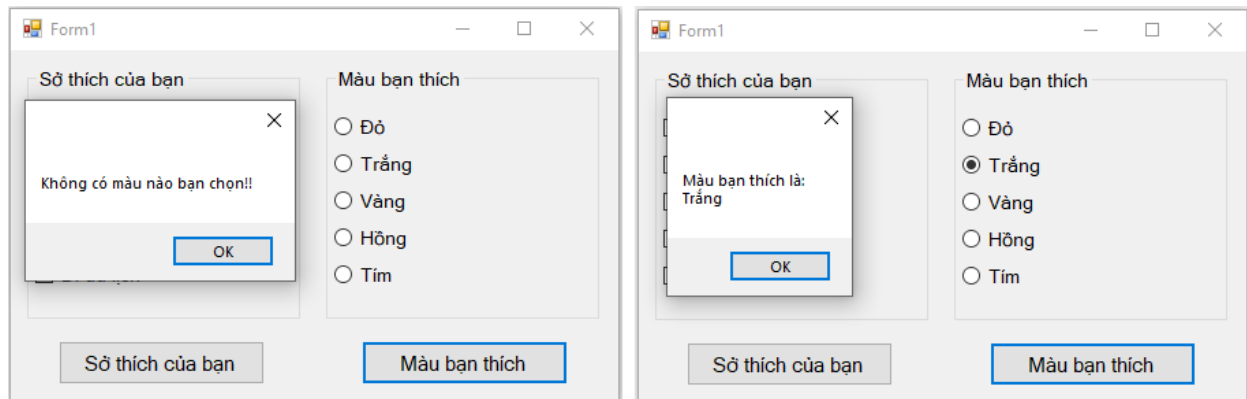 Form1
Sở thích của bạn
Màu bạn thích
Không có màu nào bạn chọn!!
OK
Đỏ
Trắng
Vàng
Hồng
Tím
Sở thích của bạn
Màu bạn thích
Form1
Sở thích của bạn
Màu bạn thích
Màu bạn thích là:
Trắng
OK
Đỏ
Trắng
Vàng
Hồng
Tím
Sở thích của bạn
Màu bạn thích